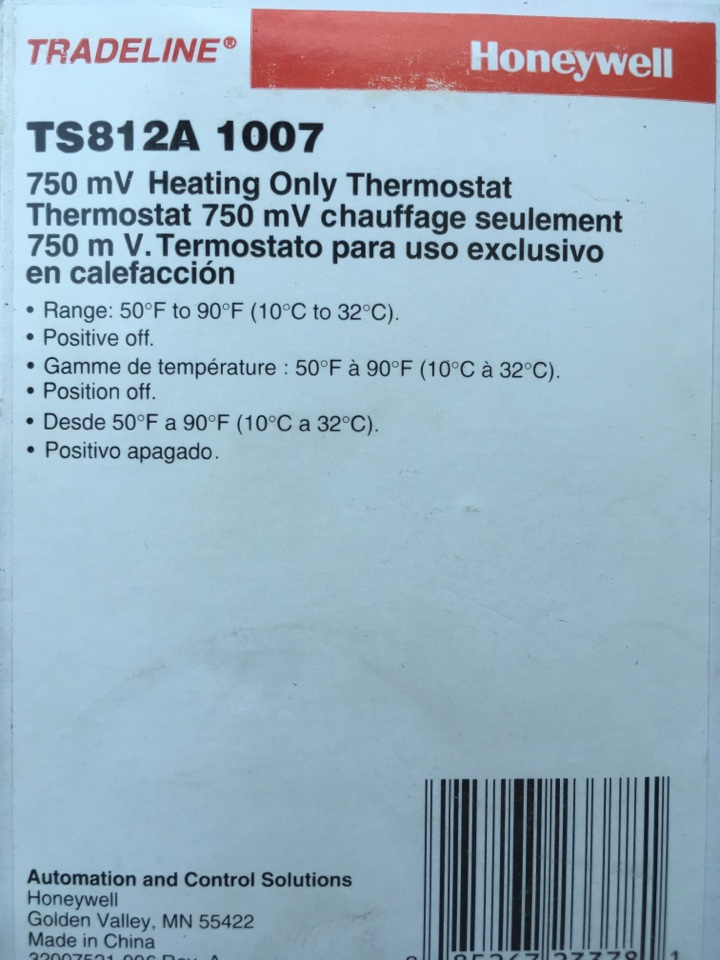 TRADELINE® Honeywell
TS812A 1007
750 mV Heating Only Thermostat
Thermostat 750 mV chauffage seulement
750 m V. Termostato para uso exclusivo
en calefacción
• Range: 50°F to 90°F (10°C to 32°C).
• Positive off.
• Gamme de température : 50°F à 90°F (10°C à 32°C).
• Position off.
• Desde 50°F a 90°F (10°C a 32°C).
• Positivo apagado.
Automation and Control Solutions
Honeywell
Golden Valley, MN 55422
Made in China